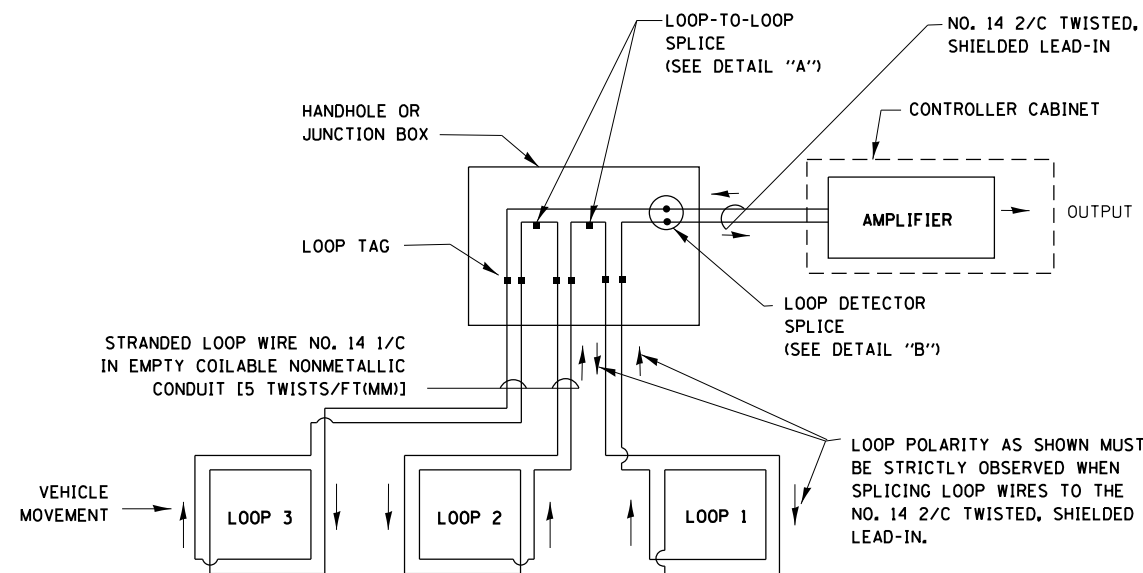 LOOP-TO-LOOP
SPLICE
(SEE DETAIL "A")
NO. 14 2/C TWISTED,
SHIELDED LEAD-IN
HANDHOLE OR
JUNCTION BOX
CONTROLLER CABINET
AMPLIFIER
OUTPUT
LOOP TAG
LOOP DETECTOR
SPLICE
(SEE DETAIL "B")
STRANDED LOOP WIRE NO. 14 1/C
IN EMPTY COILABLE NONMETALLIC
CONDUIT [5 TWISTS/FT(MM)]
LOOP POLARITY AS SHOWN MUST
BE STRICTLY OBSERVED WHEN
SPLICING LOOP WIRES TO THE
NO. 14 2/C TWISTED, SHIELDED
LEAD-IN.
VEHICLE
MOVEMENT
LOOP 3
LOOP 2
LOOP 1